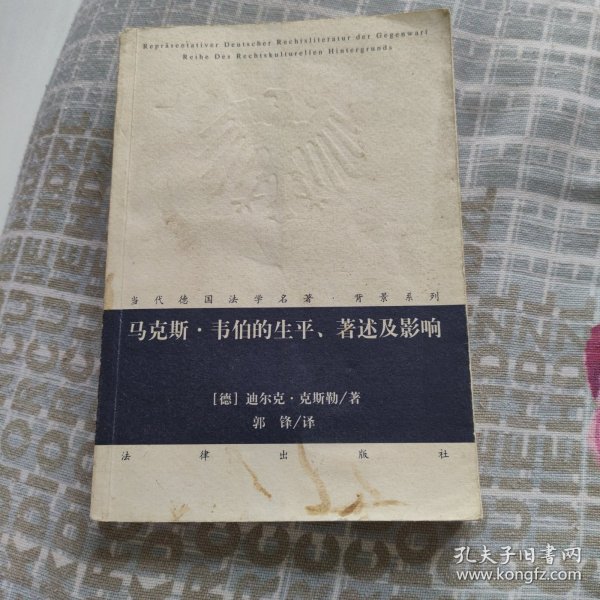 Repräsentativer Deutscher Rechtsliteratur der Gegenwart
Reihe Des Rechtskulturellen Hintergrunds
当代德国法学名著·背景系列
马克斯·韦伯的生平、著述及影响
[德] 迪尔克·克斯勒/著
郭 锋/译
法律出版社
孔夫子旧书网
www.kongfz.com